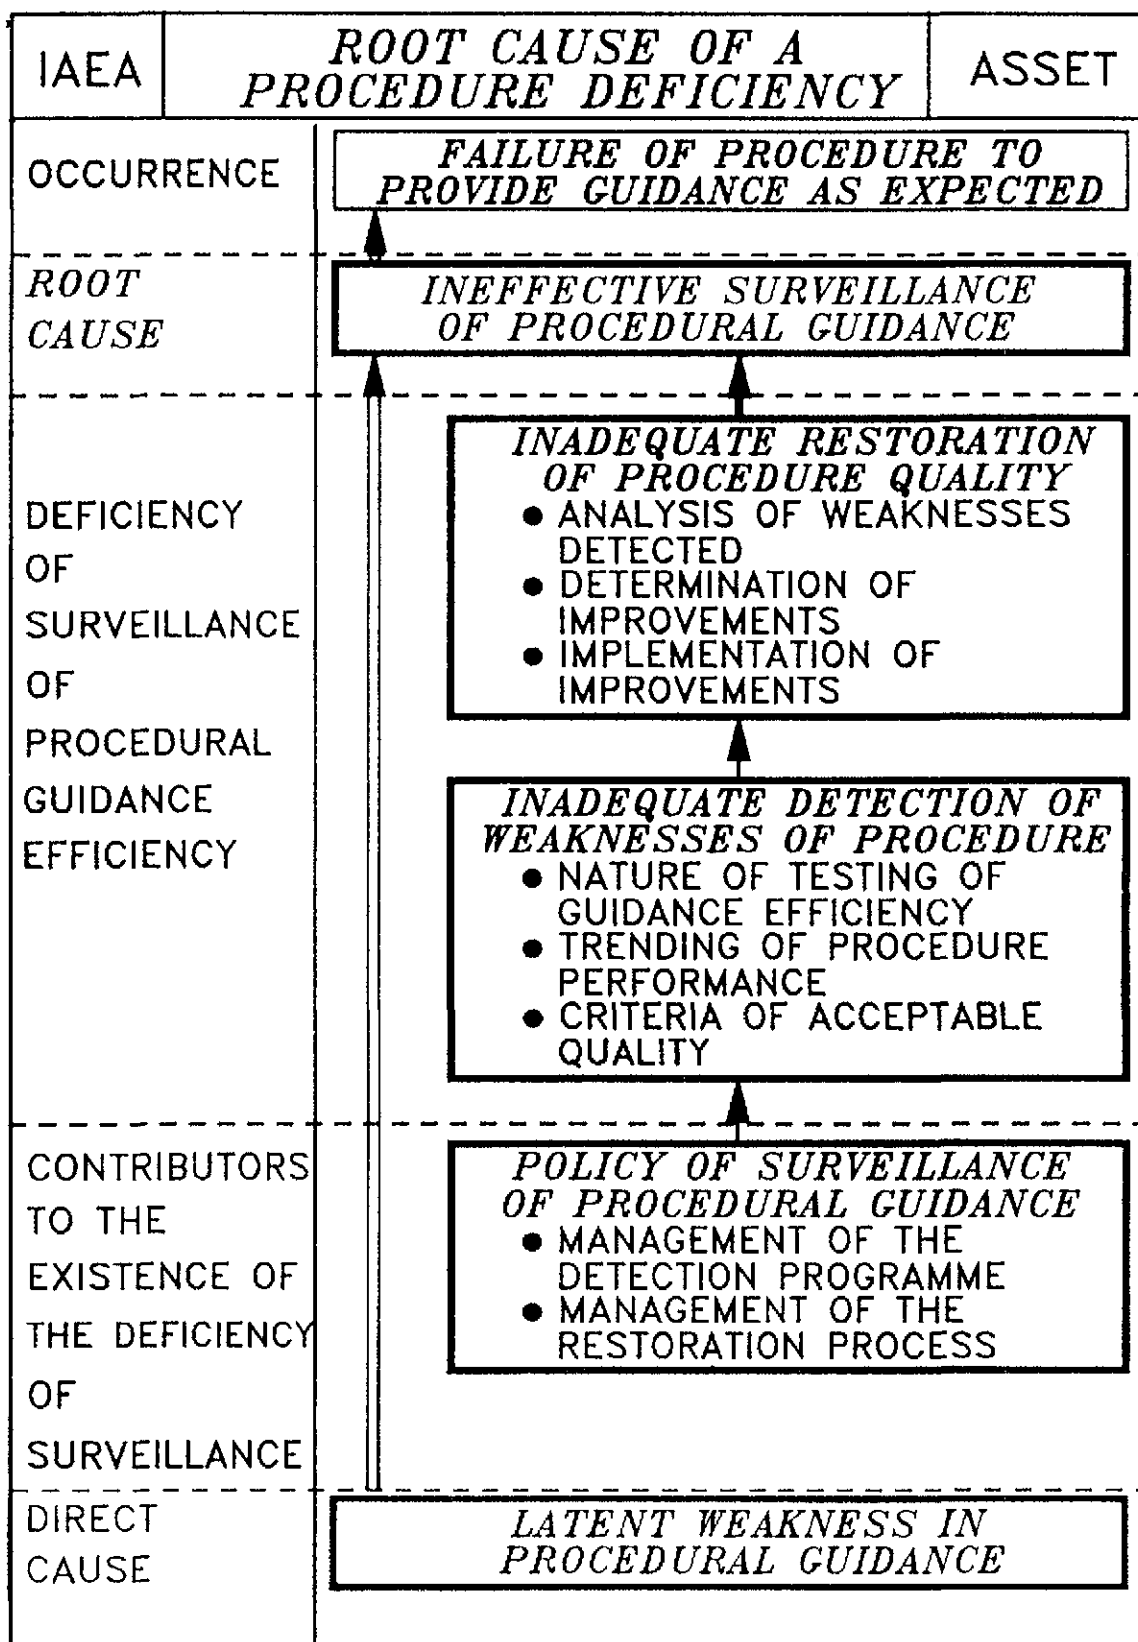 IAEA
ROOT CAUSE OF A
PROCEDURE DEFICIENCY
ASSET
OCCURRENCE
FAILURE OF PROCEDURE TO
PROVIDE GUIDANCE AS EXPECTED
ROOT
CAUSE
INEFFECTIVE SURVEILLANCE
OF PROCEDURAL GUIDANCE
DEFICIENCY
OF
SURVEILLANCE
OF
PROCEDURAL
GUIDANCE
EFFICIENCY
INADEQUATE RESTORATION
OF PROCEDURE QUALITY
● ANALYSIS OF WEAKNESSES
DETECTED
● DETERMINATION OF
IMPROVEMENTS
● IMPLEMENTATION OF
IMPROVEMENTS
INADEQUATE DETECTION OF
WEAKNESSES OF PROCEDURE
● NATURE OF TESTING OF
GUIDANCE EFFICIENCY
● TRENDING OF PROCEDURE
PERFORMANCE
● CRITERIA OF ACCEPTABLE
QUALITY
CONTRIBUTORS
TO THE
EXISTENCE OF
THE DEFICIENCY
OF
SURVEILLANCE
POLICY OF SURVEILLANCE
OF PROCEDURAL GUIDANCE
● MANAGEMENT OF THE
DETECTION PROGRAMME
● MANAGEMENT OF THE
RESTORATION PROCESS
DIRECT
CAUSE
LATENT WEAKNESS IN
PROCEDURAL GUIDANCE